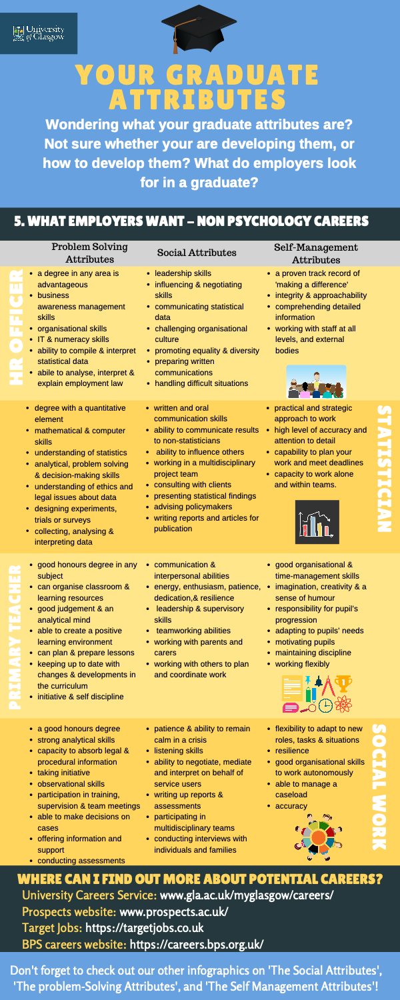 University
of Glasgow
YOUR GRADUATE
ATTRIBUTES
Wondering what your graduate attributes are?
Not sure whether your are developing them, or
how to develop them? What do employers look
for in a graduate?
5. WHAT EMPLOYERS WANT – NON PSYCHOLOGY CAREERS
Problem Solving
Attributes
Social Attributes
Self-Management
Attributes
HR OFFICER
• a degree in any area is
advantageous
• business
awareness management
skills
• organisational skills
• IT & numeracy skills
• ability to compile & interpret
statistical data
• abile to analyse, interpret &
explain employment law
• leadership skills
• influencing & negotiating
skills
• communicating statistical
data
• challenging organisational
culture
• promoting equality & diversity
• preparing written
communications
• handling difficult situations
• a proven track record of
'making a difference'
• integrity & approachability
• comprehending detailed
information
• working with staff at all
levels, and external
bodies
STATISTICIAN
• degree with a quantitative
element
• mathematical & computer
skills
• understanding of statistics
• analytical, problem solving
& decision-making skills
• understanding of ethics and
legal issues about data
• designing experiments,
trials or surveys
• collecting, analysing &
interpreting data
• written and oral
communication skills
• ability to communicate results
to non-statisticians
• ability to influence others
• working in a multidisciplinary
project team
• consulting with clients
• presenting statistical findings
• advising policymakers
• writing reports and articles for
publication
• practical and strategic
approach to work
• high level of accuracy and
attention to detail
• capability to plan your
work and meet deadlines
• capacity to work alone
and within teams.
PRIMARY TEACHER
• good honours degree in any
subject
• can organise classroom &
learning resources
• good judgement & an
analytical mind
• able to create a positive
learning environment
• can plan & prepare lessons
• keeping up to date with
changes & developments in
the curriculum
• initiative & self discipline
• communication &
interpersonal abilities
• energy, enthusiasm, patience,
dedication,& resilience
• leadership & supervisory
skills
• teamworking abilities
• working with parents and
carers
• working with others to plan
and coordinate work
• good organisational &
time-management skills
• imagination, creativity & a
sense of humour
• responsibility for pupil's
progression
• adapting to pupils' needs
• motivating pupils
• maintaining discipline
• working flexibly
SOCIAL WORK
• a good honours degree
• strong analytical skills
• capacity to absorb legal &
procedural information
• taking initiative
• observational skills
• participation in training,
supervision & team meetings
• able to make decisions on
cases
• offering information and
support
• conducting assessments
• patience & ability to remain
calm in a crisis
• listening skills
• ability to negotiate, mediate
and interpret on behalf of
service users
• writing up reports &
assessments
• participating in
multidisciplinary teams
• conducting interviews with
individuals and families
• flexibility to adapt to new
roles, tasks & situations
• resilience
• good organisational skills
to work autonomously
• able to manage a
caseload
• accuracy
WHERE CAN I FIND OUT MORE ABOUT POTENTIAL CAREERS?
University Careers Service: www.gla.ac.uk/myglasgow/careers/
Prospects website: www.prospects.ac.uk/
Target Jobs: https://targetjobs.co.uk
BPS careers website: https://careers.bps.org.uk/
Don't forget to check out our other infographics on 'The Social Attributes',
'The problem-Solving Attributes', and 'The Self Management Attributes'!